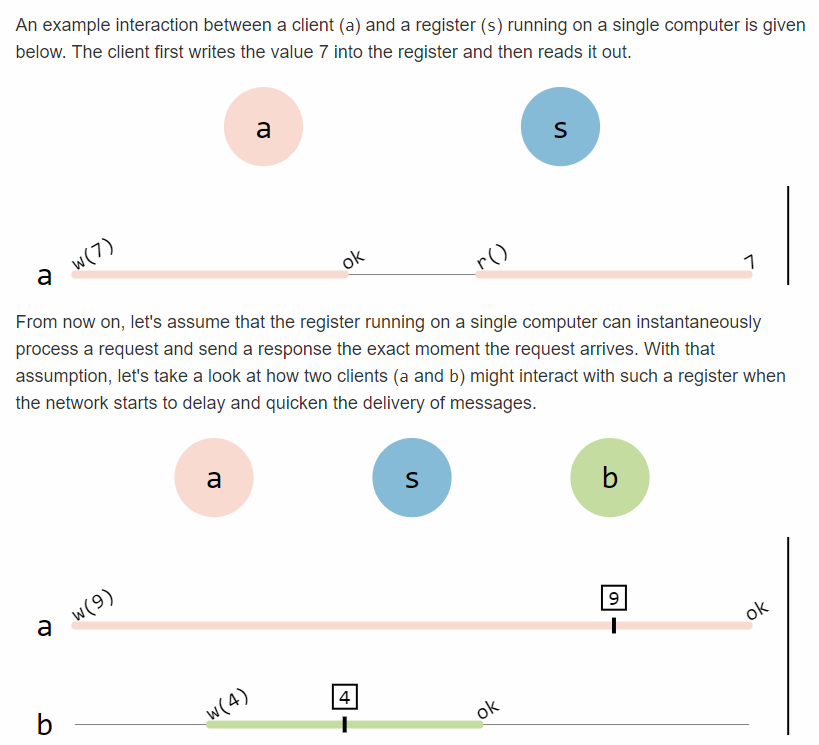 An example interaction between a client (a) and a register (s) running on a single computer is given
below. The client first writes the value 7 into the register and then reads it out.
a s
w(7) ok r() 7
a
From now on, let's assume that the register running on a single computer can instantaneously
process a request and send a response the exact moment the request arrives. With that
assumption, let's take a look at how two clients (a and b) might interact with such a register when
the network starts to delay and quicken the delivery of messages.
a s b
w(9) 9 ok
a
w(4) 4 ok
b